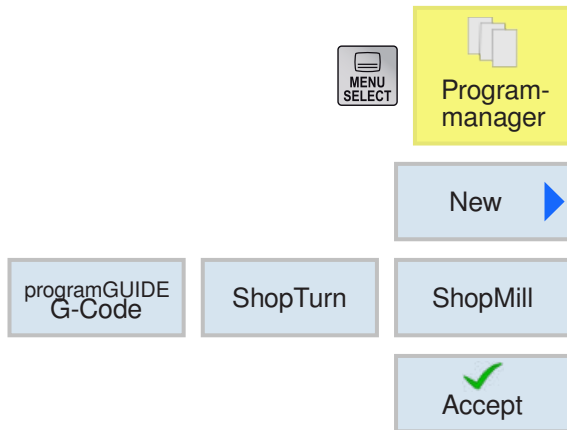 MENU
SELECT
Program-
manager
New
programGUIDE
G-Code
ShopTurn
ShopMill
Accept